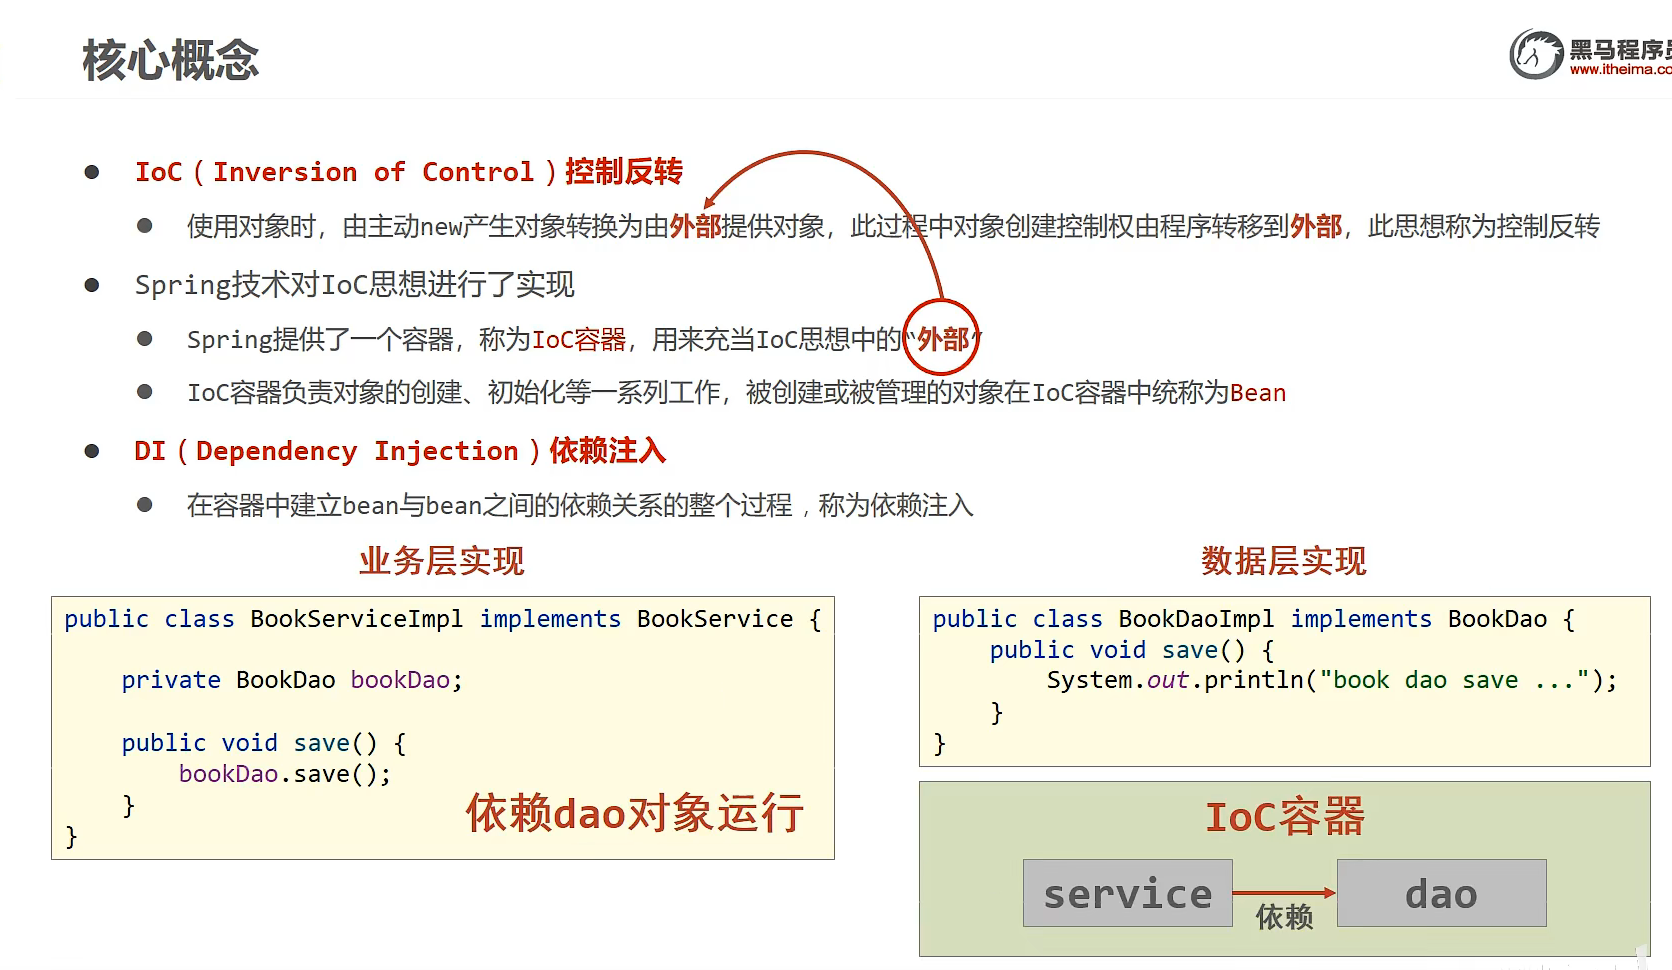 核心概念
黑马程序员
www.itheima.co
IoC（Inversion of Control）控制反转
使用对象时，由主动new产生对象转换为由外部提供对象，此过程中对象创建控制权由程序转移到外部，此思想称为控制反转
Spring技术对IoC思想进行了实现
Spring提供了一个容器，称为IoC容器，用来充当IoC思想中的“外部”
IoC容器负责对象的创建、初始化等一系列工作，被创建或被管理的对象在IoC容器中统称为Bean
DI（Dependency Injection）依赖注入
在容器中建立bean与bean之间的依赖关系的整个过程，称为依赖注入
业务层实现
public class BookServiceImpl implements BookService {
private BookDao bookDao;
public void save() {
bookDao.save();
}
}
依赖dao对象运行
数据层实现
public class BookDaoImpl implements BookDao {
public void save() {
System.out.println("book dao save ...");
}
}
IoC容器
service
依赖
dao